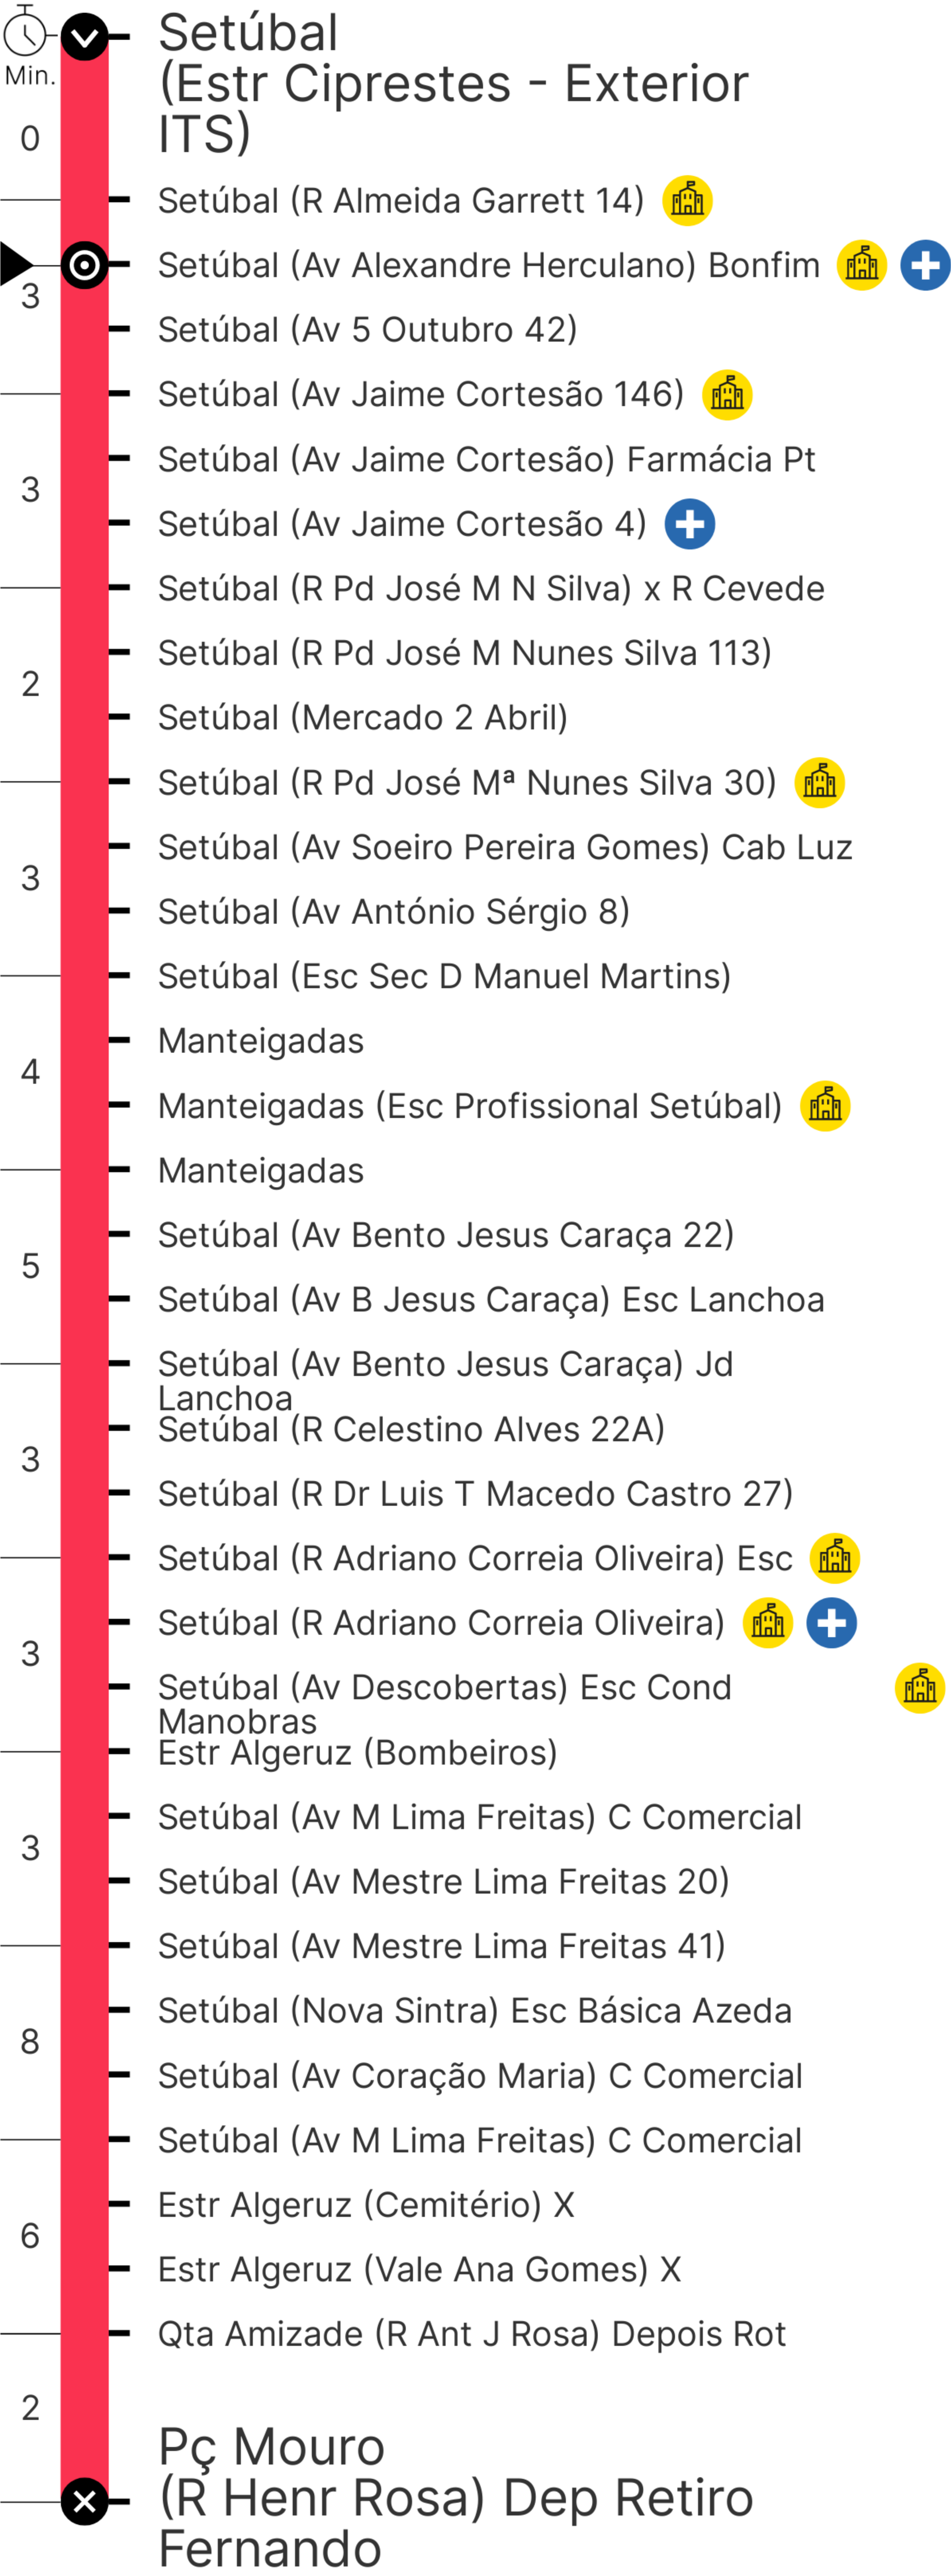 Setúbal
(Estr Ciprestes - Exterior
ITS)
Min.
0
Setúbal (R Almeida Garrett 14)
Setúbal (Av Alexandre Herculano) Bonfim
3
Setúbal (Av 5 Outubro 42)
Setúbal (Av Jaime Cortesão 146)
Setúbal (Av Jaime Cortesão) Farmácia Pt
3
Setúbal (Av Jaime Cortesão 4)
Setúbal (R Pd José M N Silva) x R Cevede
Setúbal (R Pd José M Nunes Silva 113)
2
Setúbal (Mercado 2 Abril)
Setúbal (R Pd José Mª Nunes Silva 30)
Setúbal (Av Soeiro Pereira Gomes) Cab Luz
3
Setúbal (Av António Sérgio 8)
Setúbal (Esc Sec D Manuel Martins)
Manteigadas
4
Manteigadas (Esc Profissional Setúbal)
Manteigadas
Setúbal (Av Bento Jesus Caraça 22)
5
Setúbal (Av B Jesus Caraça) Esc Lanchoa
Setúbal (Av Bento Jesus Caraça) Jd
Lanchoa
Setúbal (R Celestino Alves 22A)
3
Setúbal (R Dr Luis T Macedo Castro 27)
Setúbal (R Adriano Correia Oliveira) Esc
Setúbal (R Adriano Correia Oliveira)
3
Setúbal (Av Descobertas) Esc Cond
Manobras
Estr Algeruz (Bombeiros)
Setúbal (Av M Lima Freitas) C Comercial
3
Setúbal (Av Mestre Lima Freitas 20)
Setúbal (Av Mestre Lima Freitas 41)
Setúbal (Nova Sintra) Esc Básica Azeda
8
Setúbal (Av Coração Maria) C Comercial
Setúbal (Av M Lima Freitas) C Comercial
Estr Algeruz (Cemitério) X
6
Estr Algeruz (Vale Ana Gomes) X
Qta Amizade (R Ant J Rosa) Depois Rot
2
Pç Mouro
(R Henr Rosa) Dep Retiro
Fernando